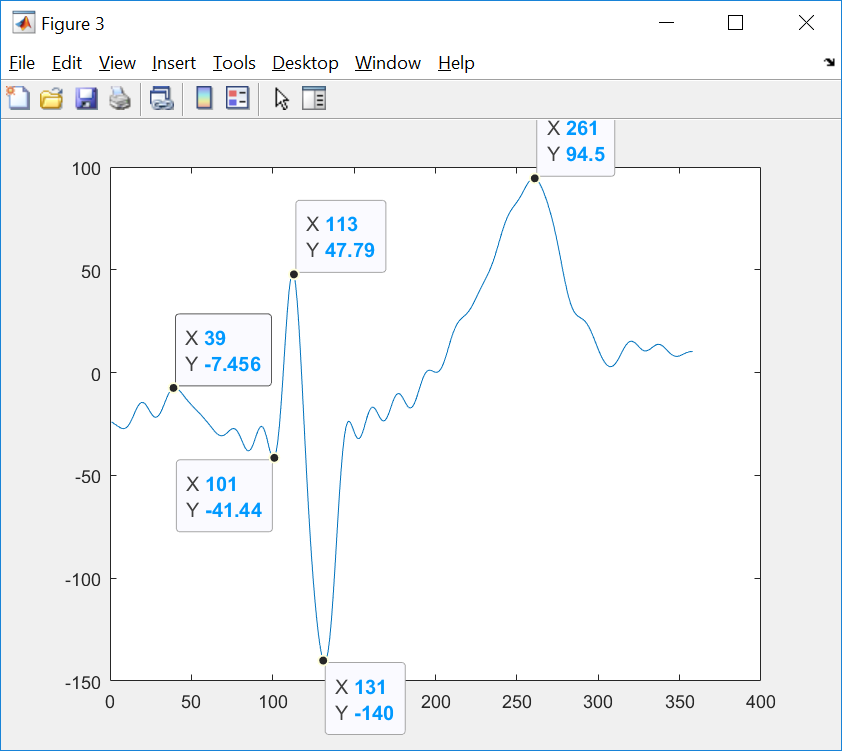 Figure 3
File Edit View Insert Tools Desktop Window Help
X 261
Y 94.5
X 113
Y 47.79
X 39
Y -7.456
X 101
Y -41.44
X 131
Y -140
100
50
0
-50
-100
-150
0 50 100 200 250 300 350 400